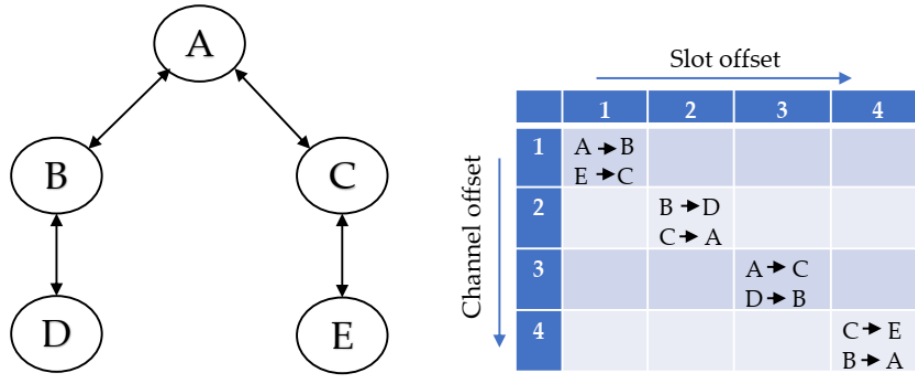 A
B
C
D
E
Slot offset
Channel offset
1 2 3 4
1
A → B
E → C
2
B → D
C → A
3
A → C
D → B
4
C → E
B → A